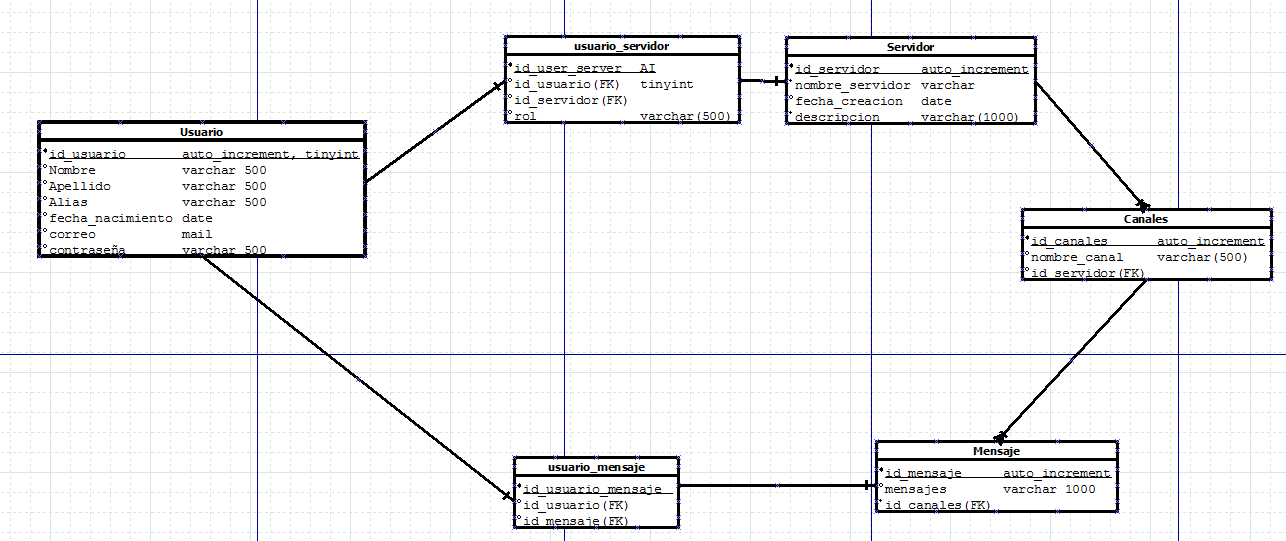 usuario_servidor
id_user_server AI
id_usuario(FK) tinyint
id_servidor(FK)
rol varchar(500)
Servidor
id_servidor auto_increment
nombre_servidor varchar
fecha_creacion date
descripcion varchar(1000)
Usuario
id_usuario auto_increment, tinyint
Nombre varchar 500
Apellido varchar 500
Alias varchar 500
fecha_nacimiento date
correo mail
contraseña varchar 500
Canales
id_canales auto_increment
nombre_canal varchar(500)
id_servidor(FK)
usuario_mensaje
id_usuario_mensaje
id_usuario(FK)
id_mensaje(FK)
Mensaje
id_mensaje auto_increment
mensajes varchar 1000
id_canales(FK)